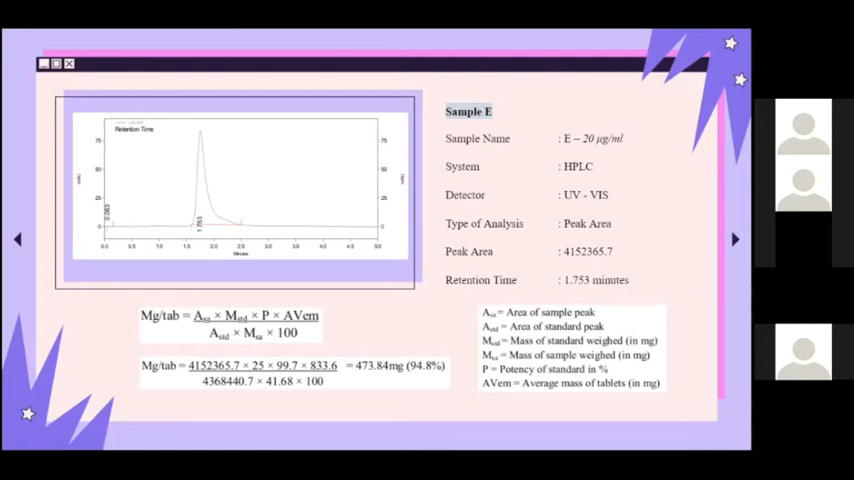 Retention Time
75
50
25
0
75
50
25
0
0.063
1.753
0.0
0.5
1.0
1.5
2.0
2.5
3.0
3.5
4.0
4.5
5.0
Minutes
Sample E
Sample Name : E – 20 µg/ml
System : HPLC
Detector : UV - VIS
Type of Analysis : Peak Area
Peak Area : 4152365.7
Retention Time : 1.753 minutes
Mg/tab = Asa × Mstd × P × AVem
Astd × Msa × 100
Mg/tab = 4152365.7 × 25 × 99.7 × 833.6 = 473.84mg (94.8%)
4368440.7 × 41.68 × 100
Asa = Area of sample peak
Astd = Area of standard peak
Mstd = Mass of standard weighed (in mg)
Msa = Mass of sample weighed (in mg)
P = Potency of standard in %
AVem = Average mass of tablets (in mg)